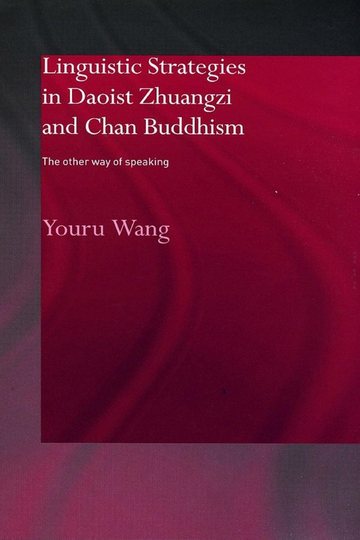 Linguistic Strategies
in Daoist Zhuangzi
and Chan Buddhism
The other way of speaking
Youru Wang